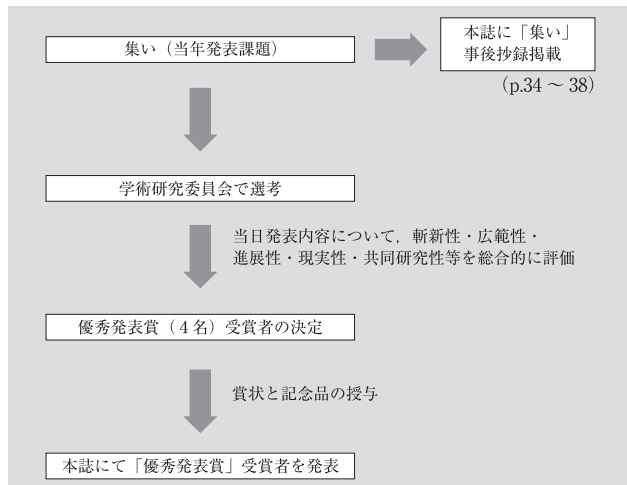 集い（当年発表課題）
本誌に「集い」
事後抄録掲載
（p.34 ～ 38）
学術研究委員会で選考
当日発表内容について，斬新性・広範性・
進展性・現実性・共同研究性等を総合的に評価
優秀発表賞（４名）受賞者の決定
賞状と記念品の授与
本誌にて「優秀発表賞」受賞者を発表